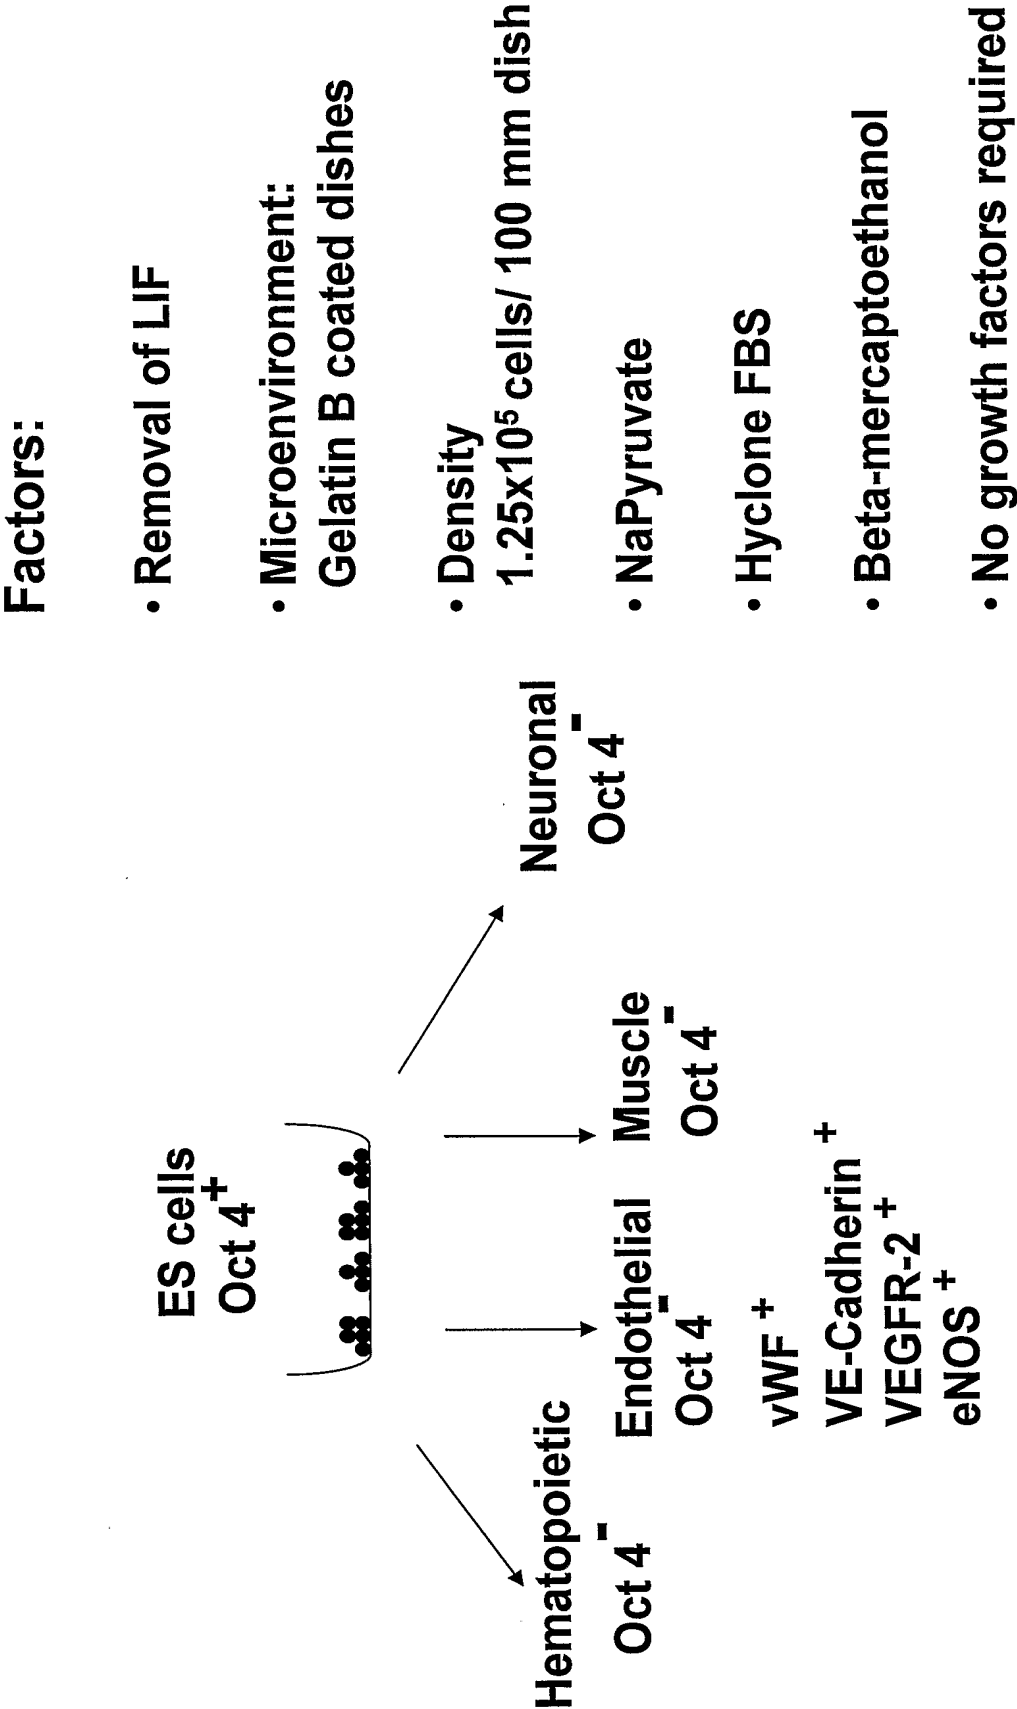 ES cells
Oct 4+
Hematopoietic
Oct 4-
Endothelial
Oct 4-
vWF+
VE-Cadherin+
VEGFR-2+
eNOS+
Muscle
Oct 4-
Neuronal
Oct 4-
Factors:
• Removal of LIF
• Microenvironment:
Gelatin B coated dishes
• Density
1.25x10⁵ cells/ 100 mm dish
• NaPyruvate
• Hyclone FBS
• Beta-mercaptoethanol
• No growth factors required